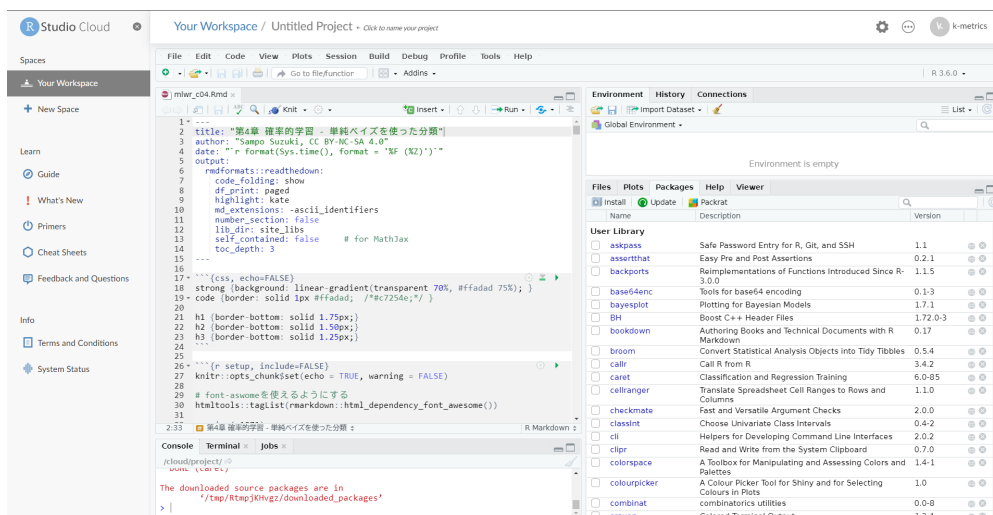 R Studio Cloud
Your Workspace / Untitled Project
Click to name your project
k-metrics
Spaces
Your Workspace
New Space
Learn
Guide
What's New
Primers
Cheat Sheets
Feedback and Questions
Info
Terms and Conditions
System Status
File Edit Code View Plots Session Build Debug Profile Tools Help
Go to file/function Addins
R 3.6.0
mlwr_c04.Rmd
ABC Knit Insert Run
1 ---
2 title: "第4章 確率的学習 - 単純ベイズを使った分類"
3 author: "Sampo Suzuki, CC BY-NC-SA 4.0"
4 date: "`r format(Sys.time(), format = '%F (%Z)')`"
5 output:
6 rmdformats::readthedown:
7 code_folding: show
8 df_print: paged
9 highlight: kate
10 md_extensions: -ascii_identifiers
11 number_section: false
12 lib_dir: site_libs
13 self_contained: false # for MathJax
14 toc_depth: 3
15 ---
16
17 ```{css, echo=FALSE}
18 strong {background: linear-gradient(transparent 70%, #ffadad 75%); }
19 code {border: solid 1px #ffadad; /*#c7254e;*/ }
20
21 h1 {border-bottom: solid 1.75px;}
22 h2 {border-bottom: solid 1.50px;}
23 h3 {border-bottom: solid 1.25px;}
24 ```
25
26 ```{r setup, include=FALSE}
27 knitr::opts_chunk$set(echo = TRUE, warning = FALSE)
28
29 # font-aswomeを使えるようにする
30 htmltools::tagList(rmarkdown::html_dependency_font_awesome())
31
2:33 第4章 確率的学習 - 単純ベイズを使った分類 R Markdown
Console Terminal Jobs
/cloud/project/
DONE (caret)
The downloaded source packages are in
‘/tmp/RtmpjKHvgz/downloaded_packages’
>
Environment History Connections
Import Dataset List
Global Environment
Environment is empty
Files Plots Packages Help Viewer
Install Update Packrat
Name Description Version
User Library
askpass Safe Password Entry for R, Git, and SSH 1.1
assertthat Easy Pre and Post Assertions 0.2.1
backports Reimplementations of Functions Introduced Since R- 1.1.5
3.0.0
base64enc Tools for base64 encoding 0.1-3
bayesplot Plotting for Bayesian Models 1.7.1
BH Boost C++ Header Files 1.72.0-3
bookdown Authoring Books and Technical Documents with R 0.17
Markdown
broom Convert Statistical Analysis Objects into Tidy Tibbles 0.5.4
callr Call R from R 3.4.2
caret Classification and Regression Training 6.0-85
cellranger Translate Spreadsheet Cell Ranges to Rows and 1.1.0
Columns
checkmate Fast and Versatile Argument Checks 2.0.0
classInt Choose Univariate Class Intervals 0.4-2
cli Helpers for Developing Command Line Interfaces 2.0.2
clipr Read and Write from the System Clipboard 0.7.0
colorspace A Toolbox for Manipulating and Assessing Colors and 1.4-1
Palettes
colourpicker A Colour Picker Tool for Shiny and for Selecting 1.0
Colours in Plots
combinat combinatorics utilities 0.0-8